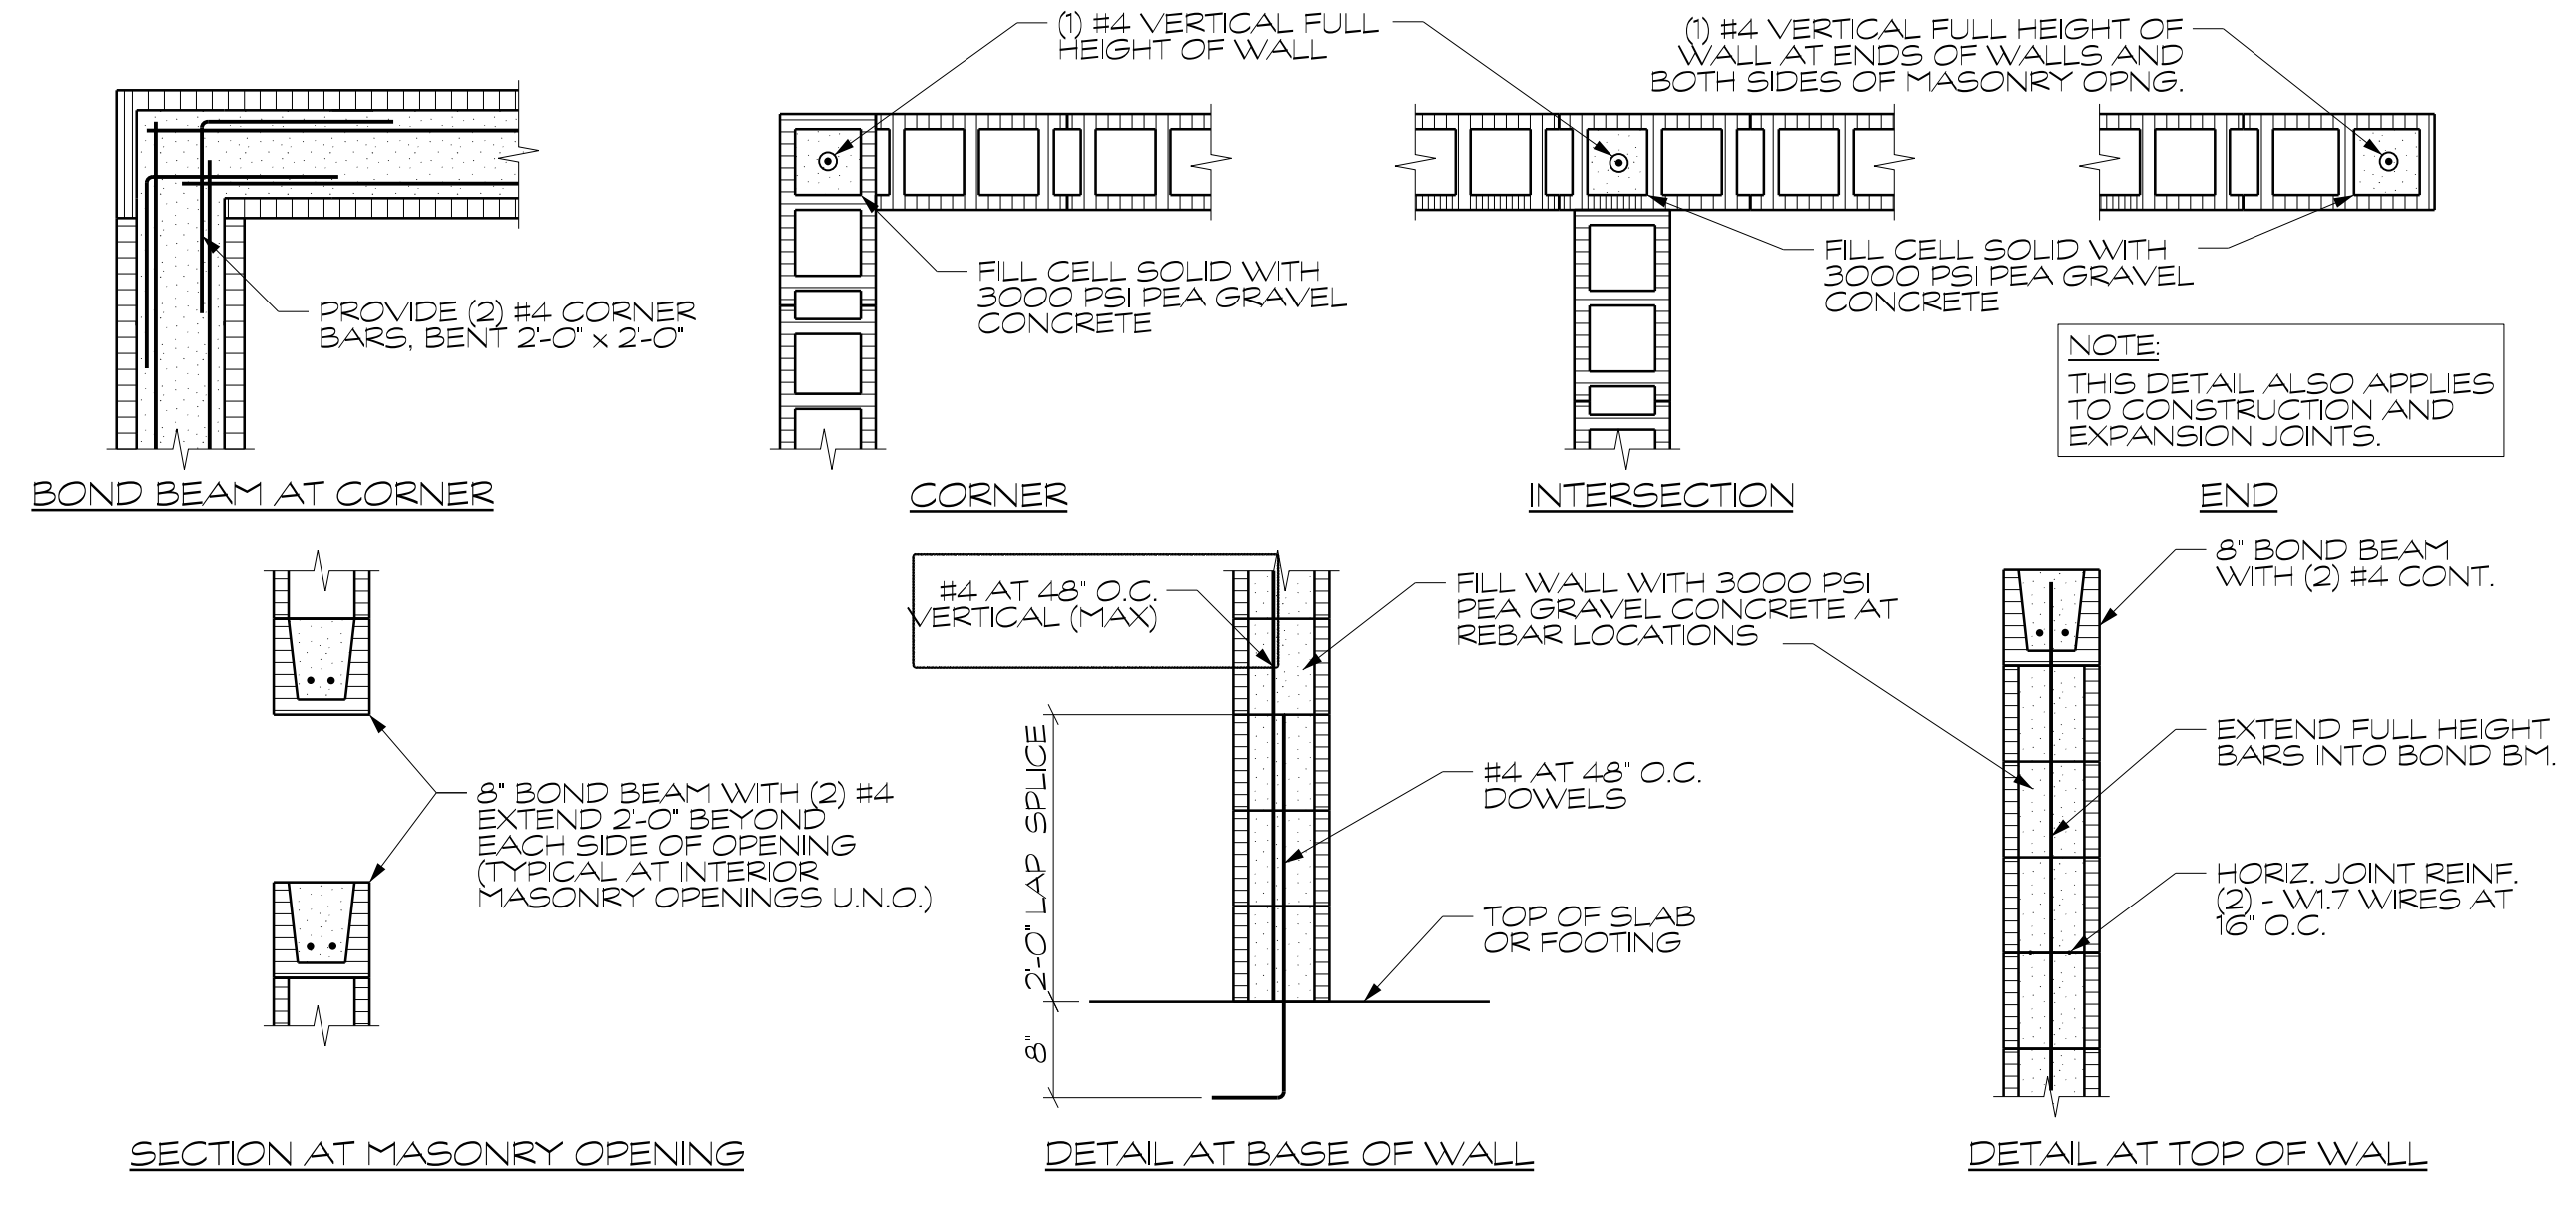 (1) #4 VERTICAL FULL
HEIGHT OF WALL
(1) #4 VERTICAL FULL HEIGHT OF
WALL AT ENDS OF WALLS AND
BOTH SIDES OF MASONRY OPNG.
PROVIDE (2) #4 CORNER
BARS, BENT 2'-0" x 2'-0"
FILL CELL SOLID WITH
3000 PSI PEA GRAVEL
CONCRETE
FILL CELL SOLID WITH
3000 PSI PEA GRAVEL
CONCRETE
NOTE:
THIS DETAIL ALSO APPLIES
TO CONSTRUCTION AND
EXPANSION JOINTS.
BOND BEAM AT CORNER
CORNER
INTERSECTION
END
8" BOND BEAM WITH (2) #4
EXTEND 2'-0" BEYOND
EACH SIDE OF OPENING
(TYPICAL AT INTERIOR
MASONRY OPENINGS U.N.O.)
#4 AT 48" O.C.
VERTICAL (MAX)
FILL WALL WITH 3000 PSI
PEA GRAVEL CONCRETE AT
REBAR LOCATIONS
2'-0" LAP SPLICE
8"
#4 AT 48" O.C.
DOWELS
TOP OF SLAB
OR FOOTING
8" BOND BEAM
WITH (2) #4 CONT.
EXTEND FULL HEIGHT
BARS INTO BOND BM.
HORIZ. JOINT REINF.
(2) - W1.7 WIRES AT
16" O.C.
SECTION AT MASONRY OPENING
DETAIL AT BASE OF WALL
DETAIL AT TOP OF WALL